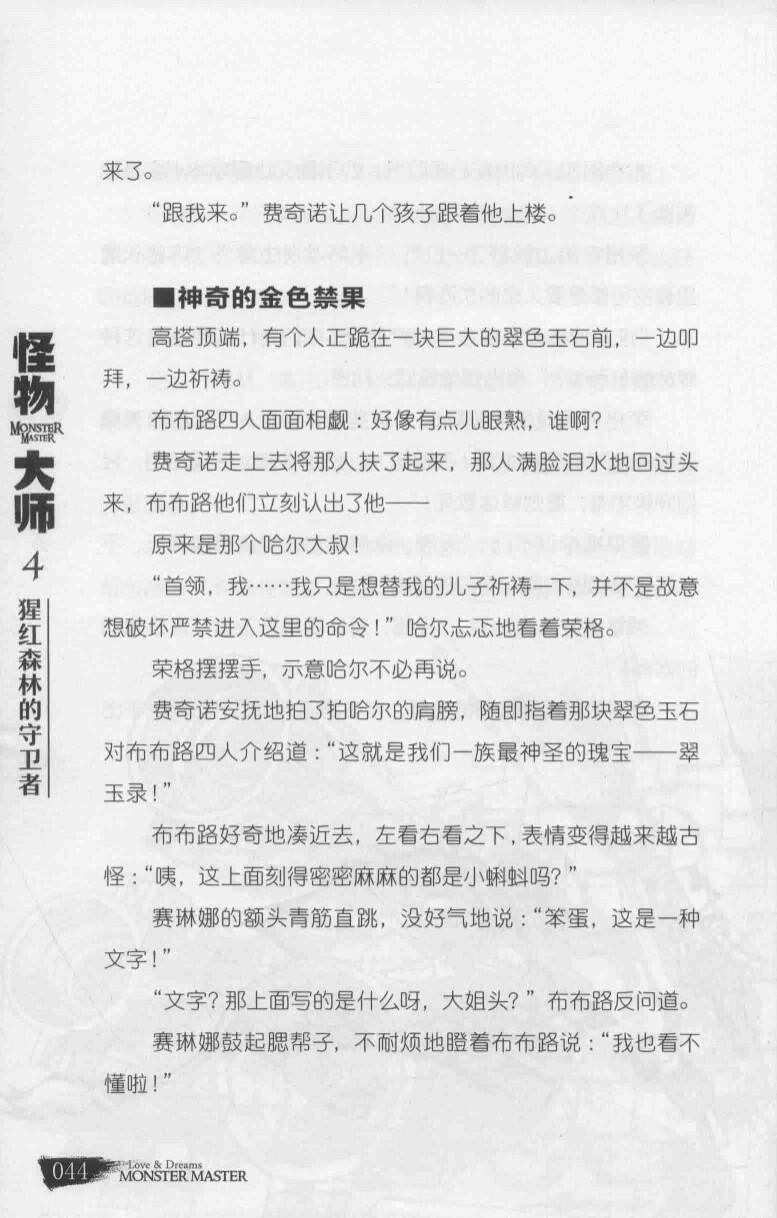 来了。
“跟我来。”费奇诺让几个孩子跟着他上楼。
■神奇的金色禁果
高塔顶端，有个人正跪在一块巨大的翠色玉石前，一边叩
拜，一边祈祷。
布布路四人面面相觑：好像有点儿眼熟，谁啊？
费奇诺走上去将那人扶了起来，那人满脸泪水地回过头
来，布布路他们立刻认出了他——
原来是那个哈尔大叔！
“首领，我……我只是想替我的儿子祈祷一下，并不是故意
想破坏严禁进入这里的命令！”哈尔忐忑地看着荣格。
荣格摆摆手，示意哈尔不必再说。
费奇诺安抚地拍了拍哈尔的肩膀，随即指着那块翠色玉石
对布布路四人介绍道：“这就是我们一族最神圣的瑰宝——翠
玉录！”
布布路好奇地凑近去，左看右看之下，表情变得越来越古
怪：“咦，这上面刻得密密麻麻的都是小蝌蚪吗？”
赛琳娜的额头青筋直跳，没好气地说：“笨蛋，这是一种
文字！”
“文字？那上面写的是什么呀，大姐头？”布布路反问道。
赛琳娜鼓起腮帮子，不耐烦地瞪着布布路说：“我也看不
懂啦！”
怪物
MONSTER
MASTER
大师
4
猩红森林的守卫者
044
Love & Dreams
MONSTER MASTER